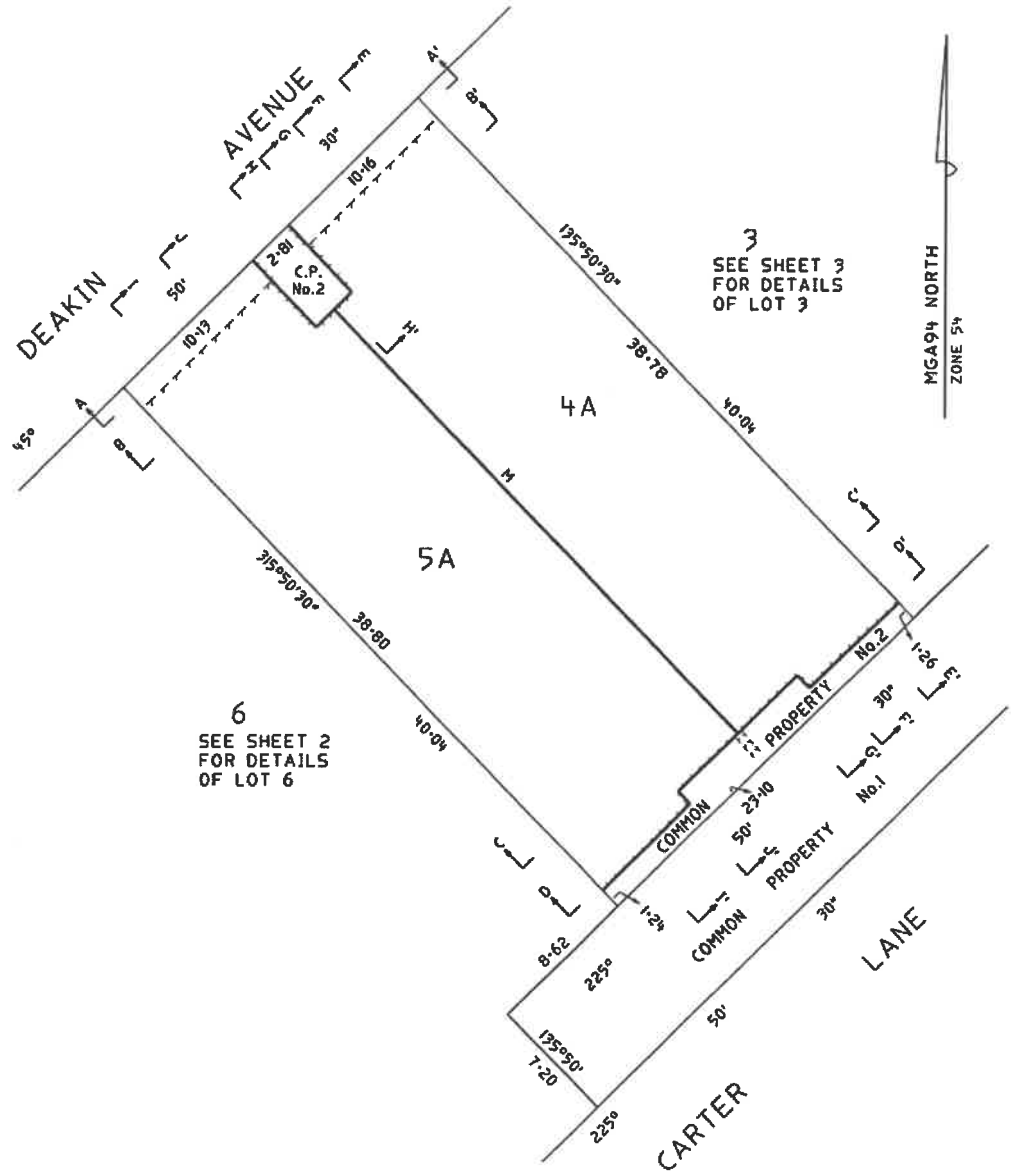 DEAKIN
AVENUE
A'
B'
E
F
G
H
J
I
30"
50'
45°
10·16
2·81
C.P.
No.2
10·13
A
B
H'
MGA94 NORTH
ZONE 54
135°50'30"
38·78
40·04
3
SEE SHEET 3
FOR DETAILS
OF LOT 3
4A
M
5A
C'
D'
315°50'30"
38·80
40·04
6
SEE SHEET 2
FOR DETAILS
OF LOT 6
N
COMMON
PROPERTY
No.2
1·26
30"
E'
F'
G'
23·10
50'
J'
I'
C
D
1·24
8·62
225°
COMMON
PROPERTY
No.1
135°50'
7·20
225°
50'
30"
CARTER
LANE